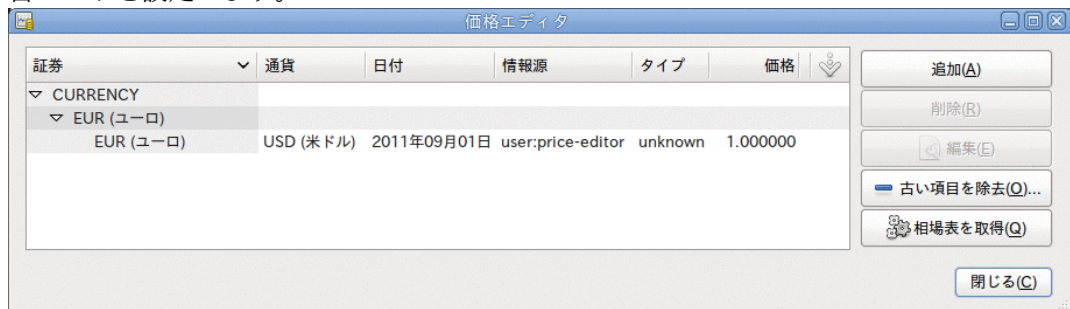 価格エディタ
証券 通貨 日付 情報源 タイプ 価格
追加(A)
CURRENCY
削除(R)
EUR (ユーロ)
EUR (ユーロ) USD (米ドル) 2011年09月01日 user:price-editor unknown 1.000000
編集(E)
古い項目を除去(O)...
相場表を取得(Q)
閉じる(C)